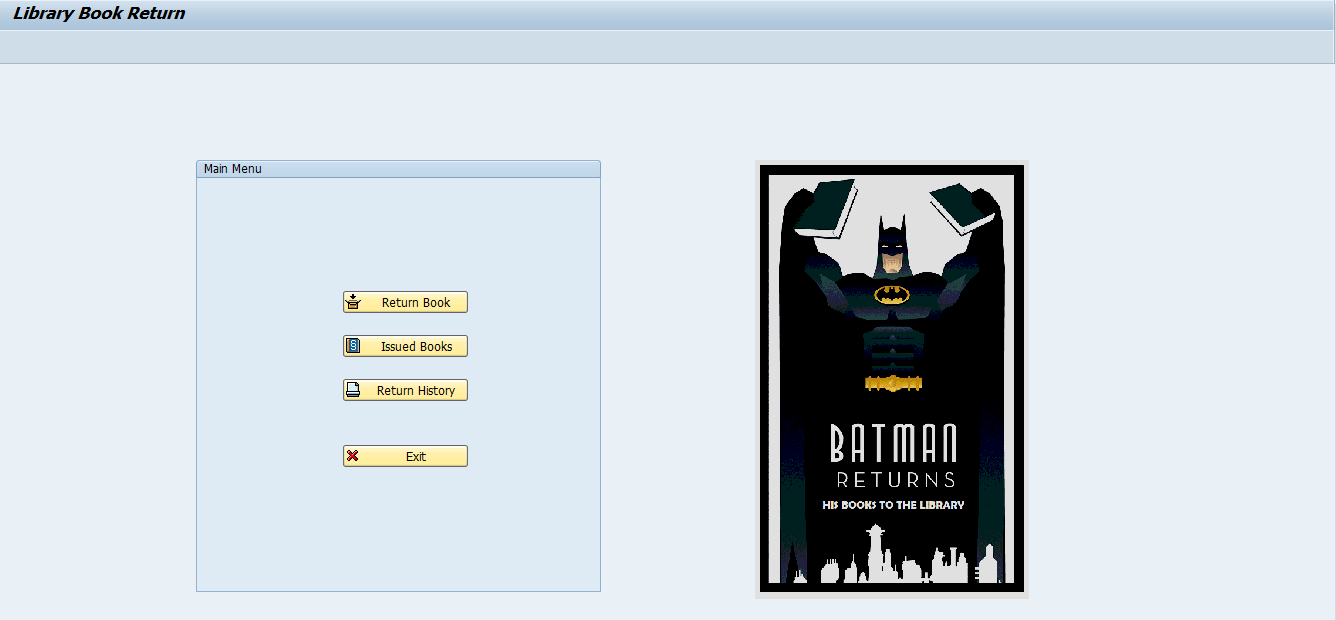 Library Book Return
Main Menu
Return Book
Issued Books
Return History
Exit
BATMAN
RETURNS
HIS BOOKS TO THE LIBRARY